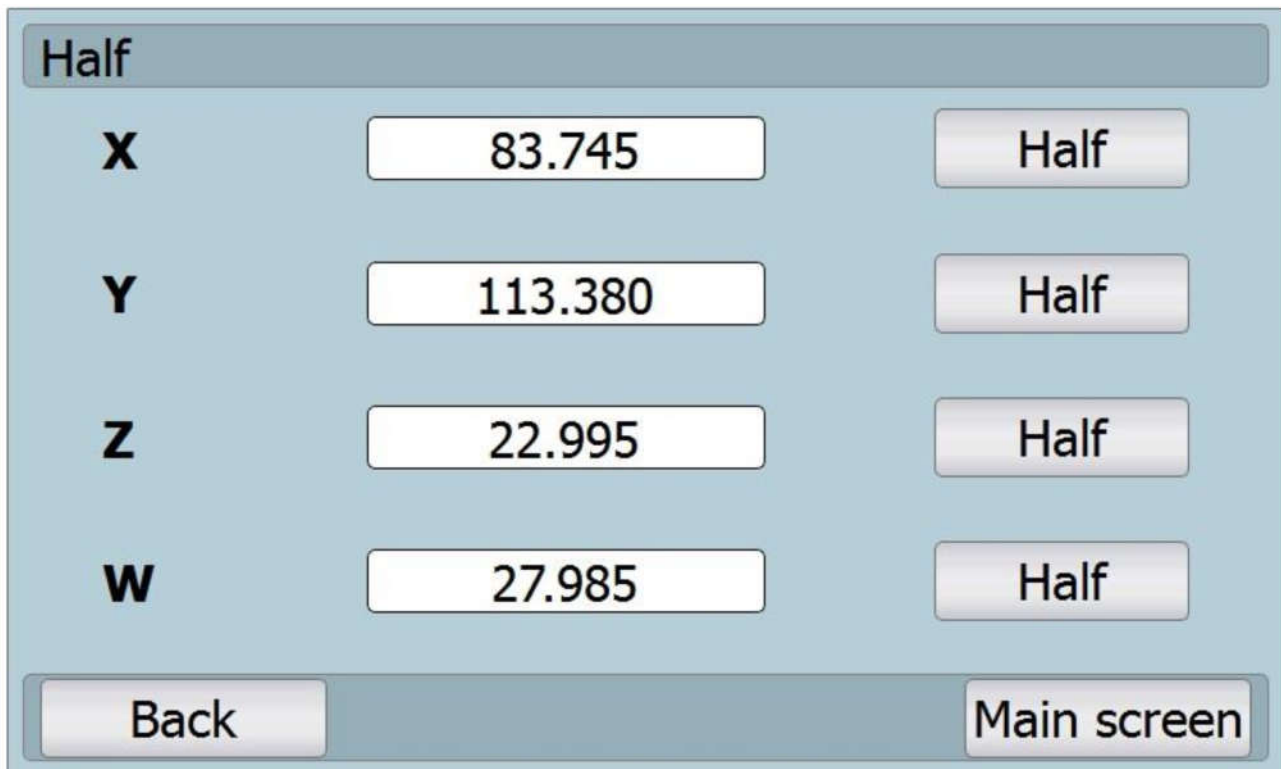 Half
X 83.745 Half
Y 113.380 Half
Z 22.995 Half
W 27.985 Half
Back Main screen